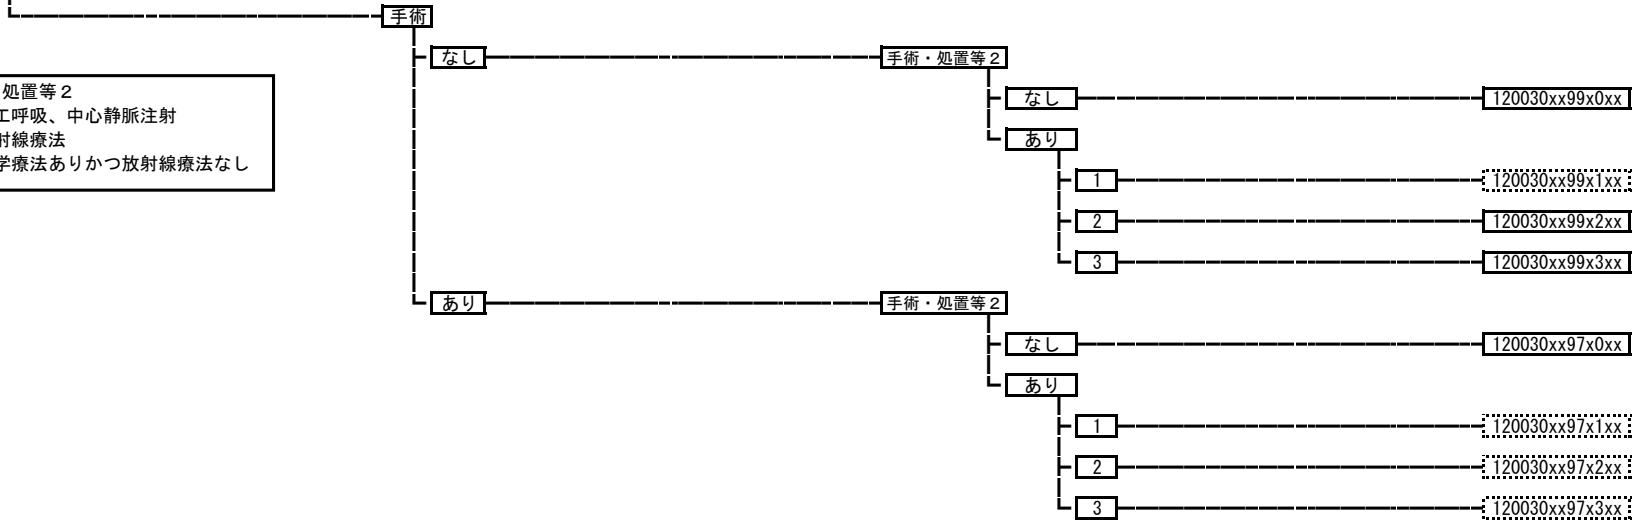 手術
なし
手術・処置等２
処置等２
工呼吸、中心静脈注射
射線療法
学療法ありかつ放射線療法なし
なし
120030xx99x0xx
あり
1
120030xx99x1xx
2
120030xx99x2xx
3
120030xx99x3xx
あり
手術・処置等２
なし
120030xx97x0xx
あり
1
120030xx97x1xx
2
120030xx97x2xx
3
120030xx97x3xx